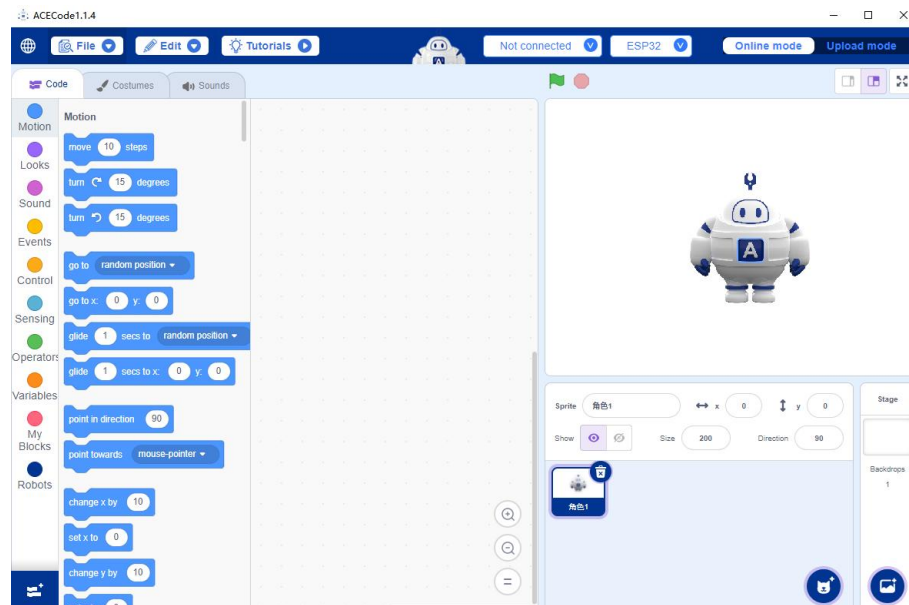 ACECode1.1.4
File Edit Tutorials Not connected ESP32 Online mode Upload mode
Code Costumes Sounds
Motion
Looks
Sound
Events
Control
Sensing
Operators
Variables
My
Blocks
Robots
Motion
move 10 steps
turn 15 degrees
turn 15 degrees
go to random position
go to x: 0 y: 0
glide 1 secs to random position
glide 1 secs to x: 0 y: 0
point in direction 90
point towards mouse-pointer
change x by 10
set x to 0
change y by 10
A
A
Sprite 角色1 x 0 y 0
Show Size 200 Direction 90
角色1
Stage
Backdrops
1